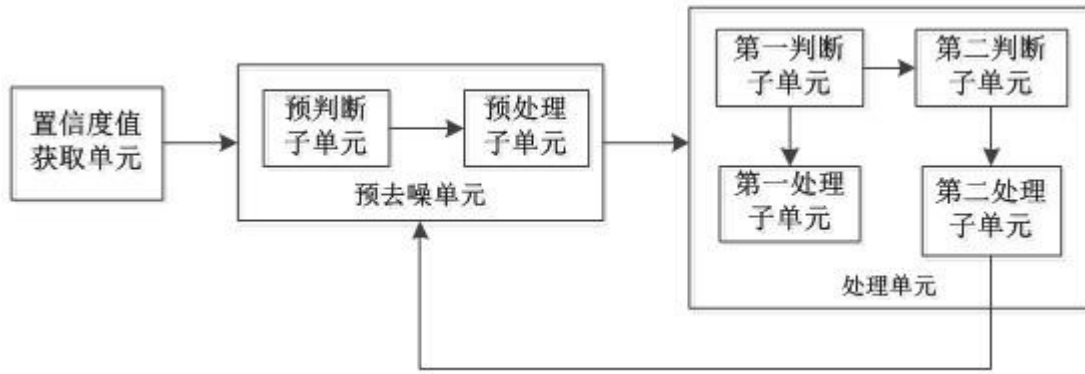 置信度值
获取单元
预判断
子单元
预处理
子单元
预去噪单元
第一判断
子单元
第二判断
子单元
第一处理
子单元
第二处理
子单元
处理单元